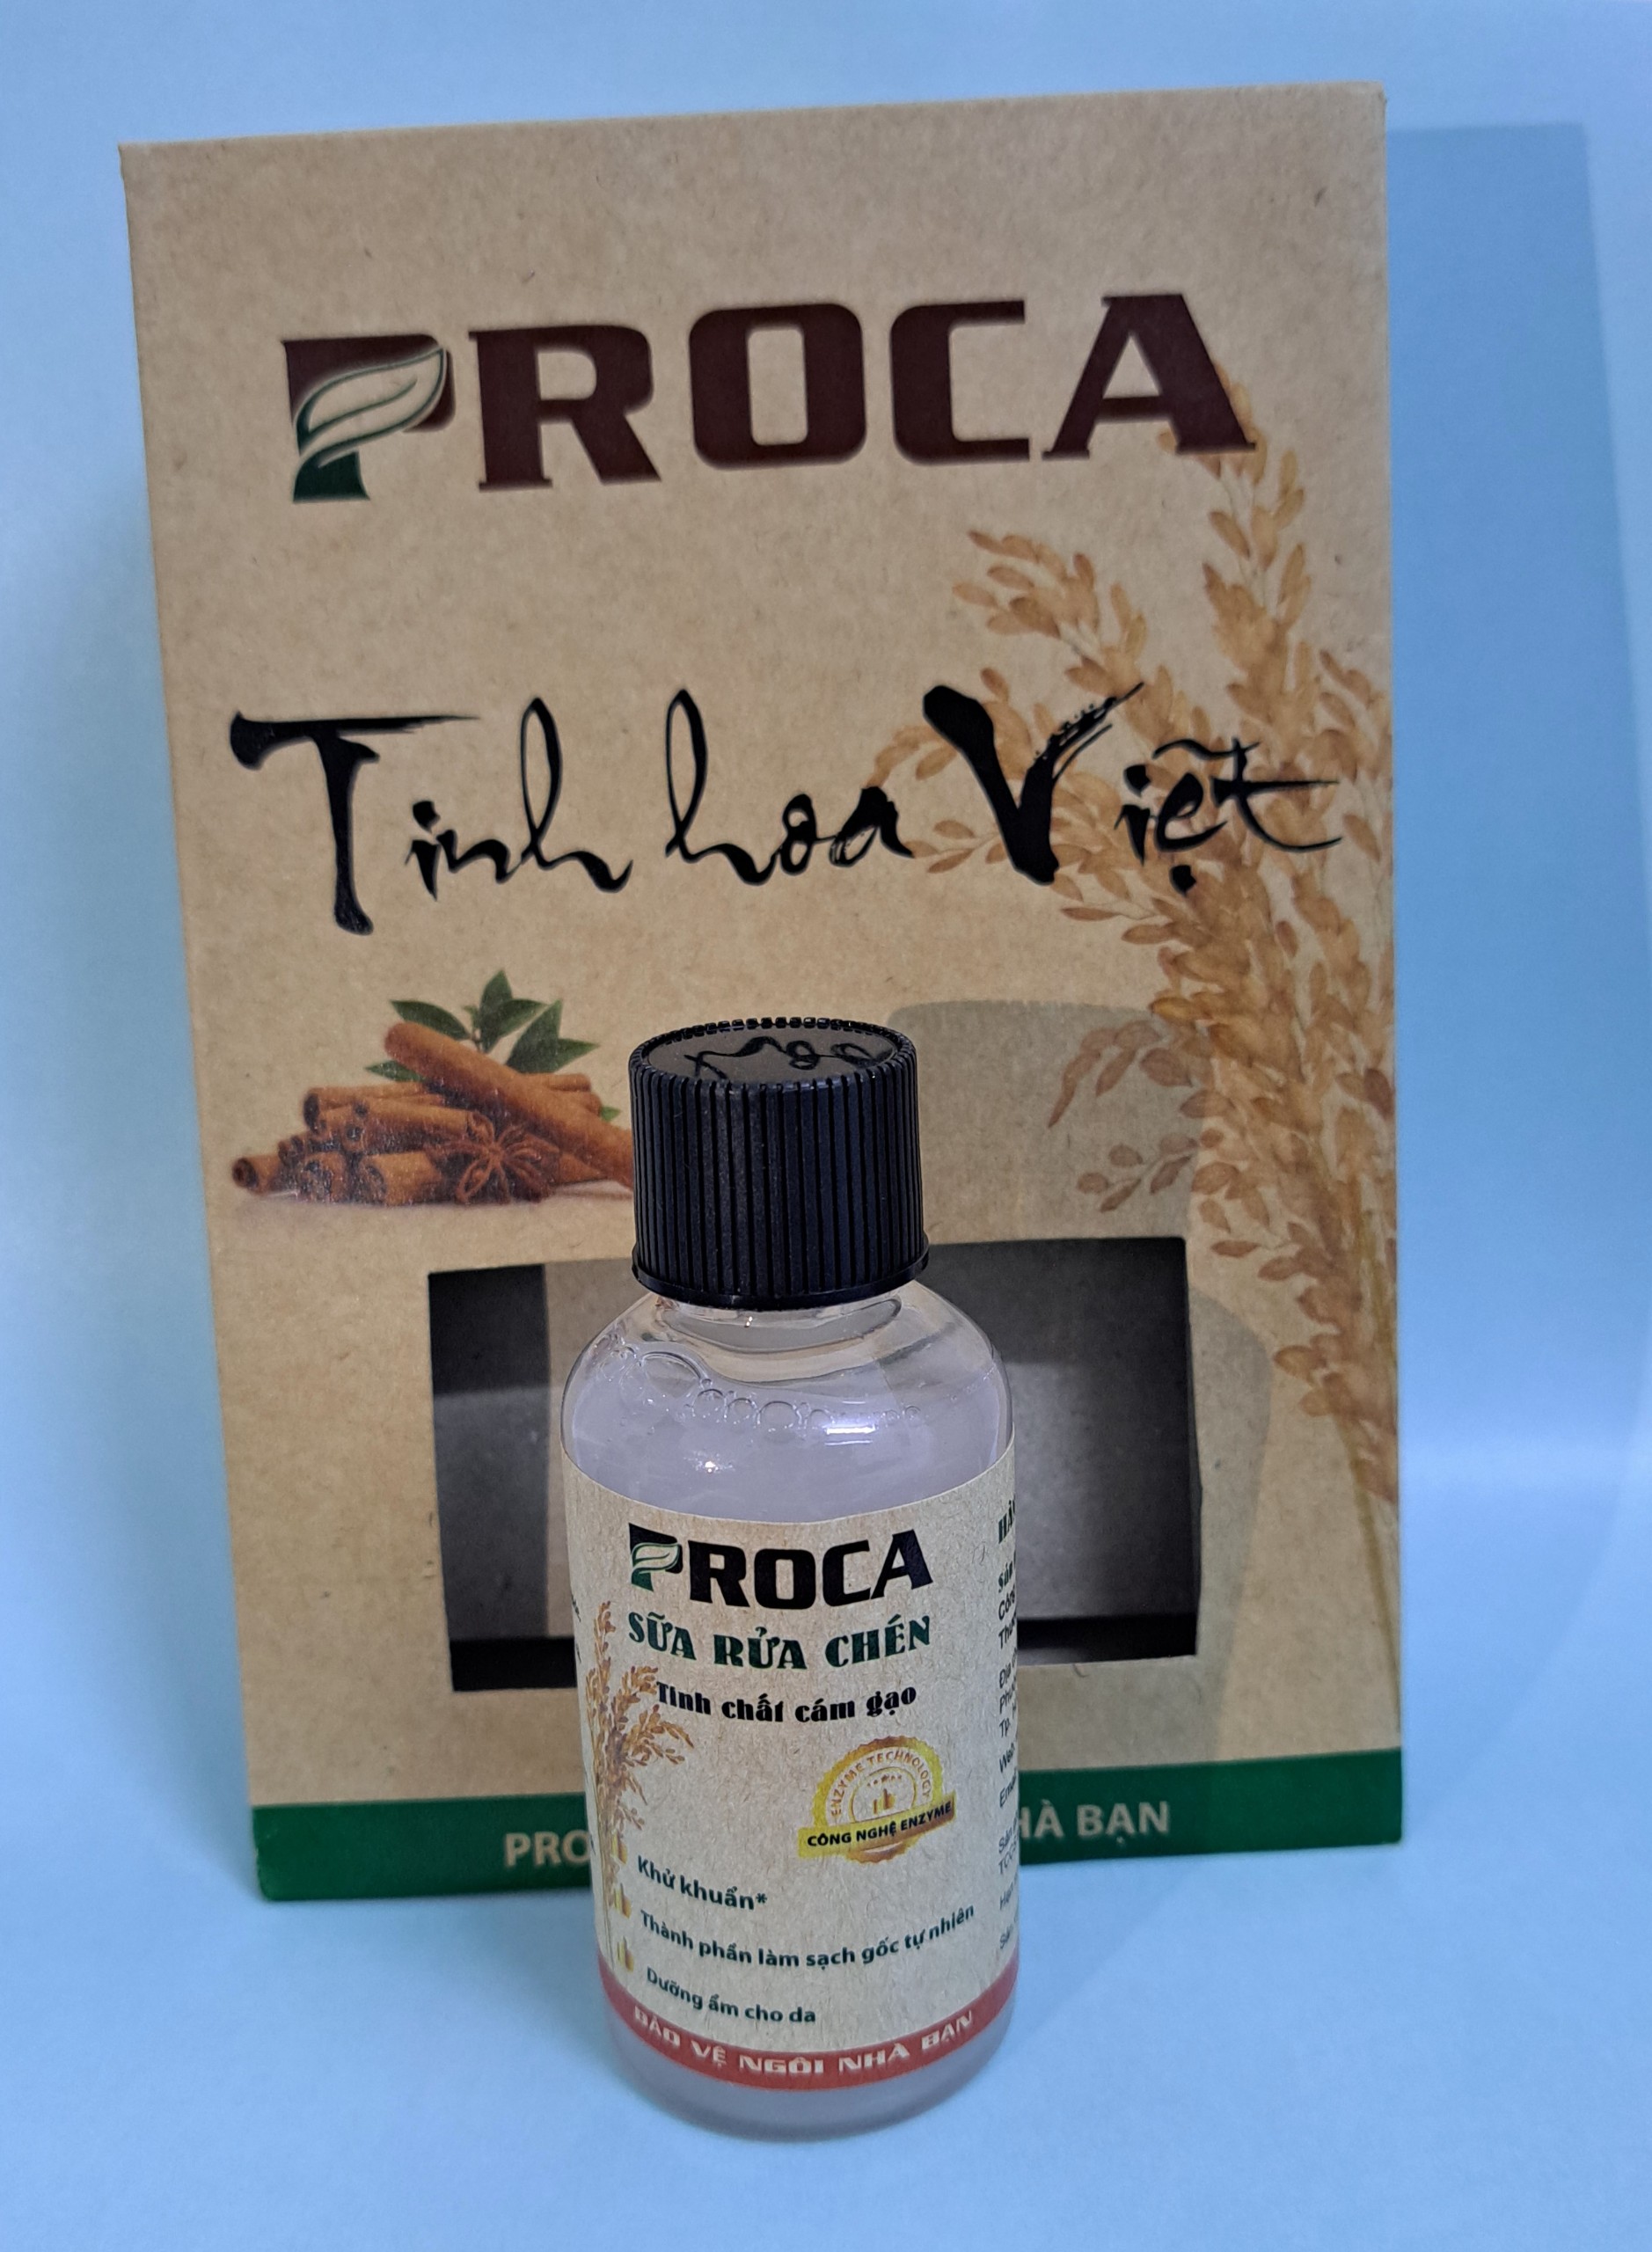 PROCA
Tinh hoa Việt
PROCA
SỮA RỬA CHÉN
Tinh chất cám gạo
ENZYME TECHNOLOGY
CÔNG NGHỆ ENZYME
Khử khuẩn*
Thành phần làm sạch gốc tự nhiên
Dưỡng ẩm cho da
BẢO VỆ NGÔI NHÀ BẠN
PRO
HÀ BẠN